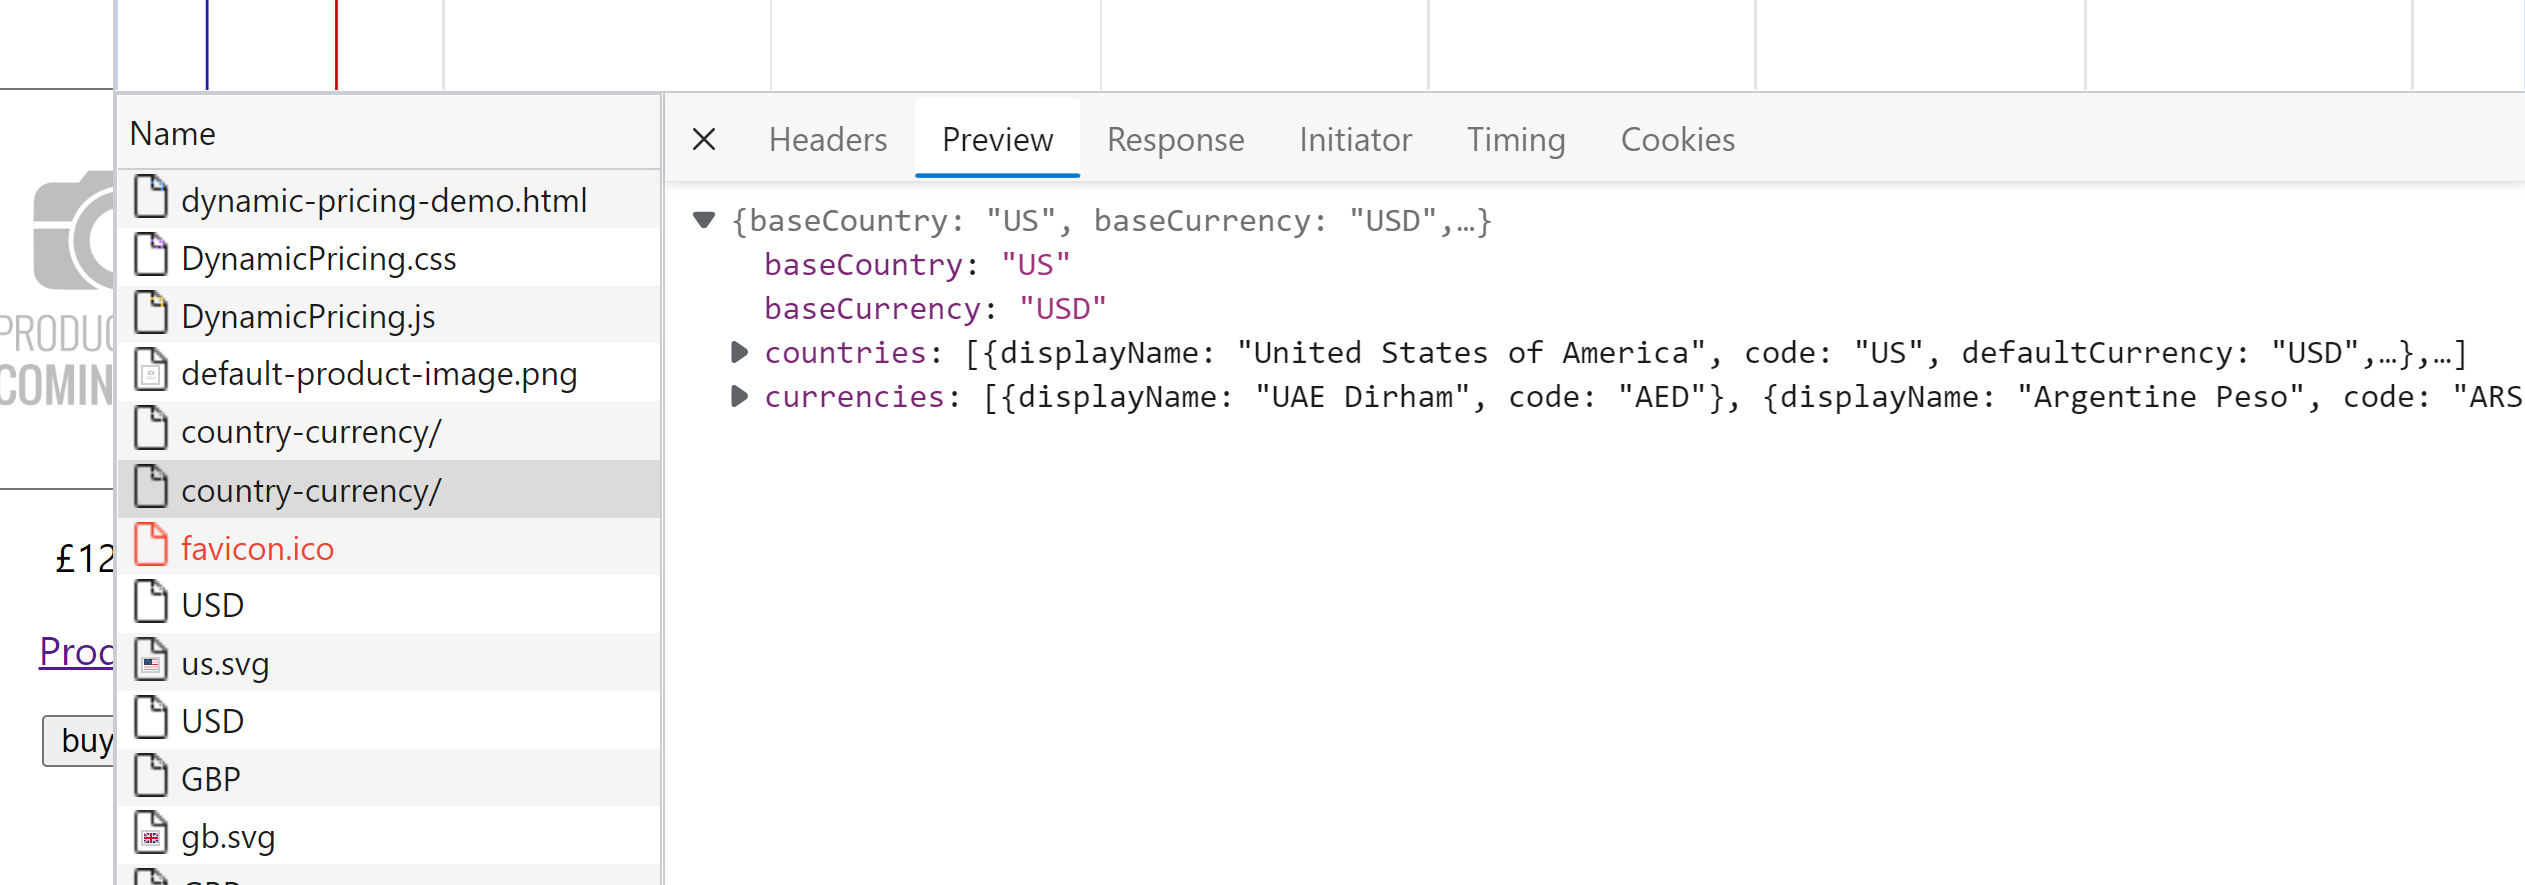 Name
Headers Preview Response Initiator Timing Cookies
dynamic-pricing-demo.html
DynamicPricing.css
DynamicPricing.js
default-product-image.png
country-currency/
country-currency/
favicon.ico
USD
us.svg
USD
GBP
gb.svg
{baseCountry: "US", baseCurrency: "USD",…}
baseCountry: "US"
baseCurrency: "USD"
countries: [{displayName: "United States of America", code: "US", defaultCurrency: "USD",…},…]
currencies: [{displayName: "UAE Dirham", code: "AED"}, {displayName: "Argentine Peso", code: "ARS
PRODUC
COMIN
£12
Prod
buy